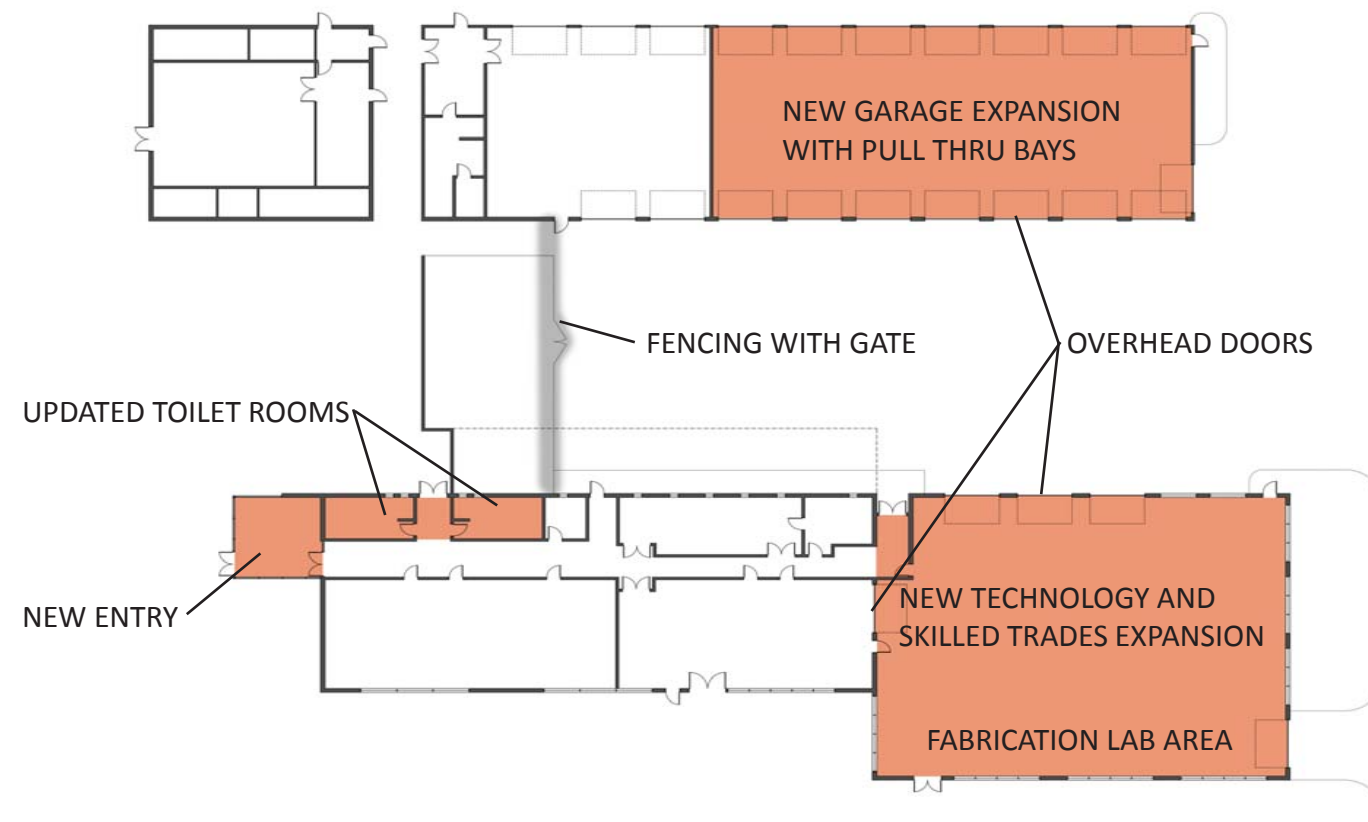 NEW GARAGE EXPANSION
WITH PULL THRU BAYS
FENCING WITH GATE
OVERHEAD DOORS
UPDATED TOILET ROOMS
NEW ENTRY
NEW TECHNOLOGY AND
SKILLED TRADES EXPANSION
FABRICATION LAB AREA